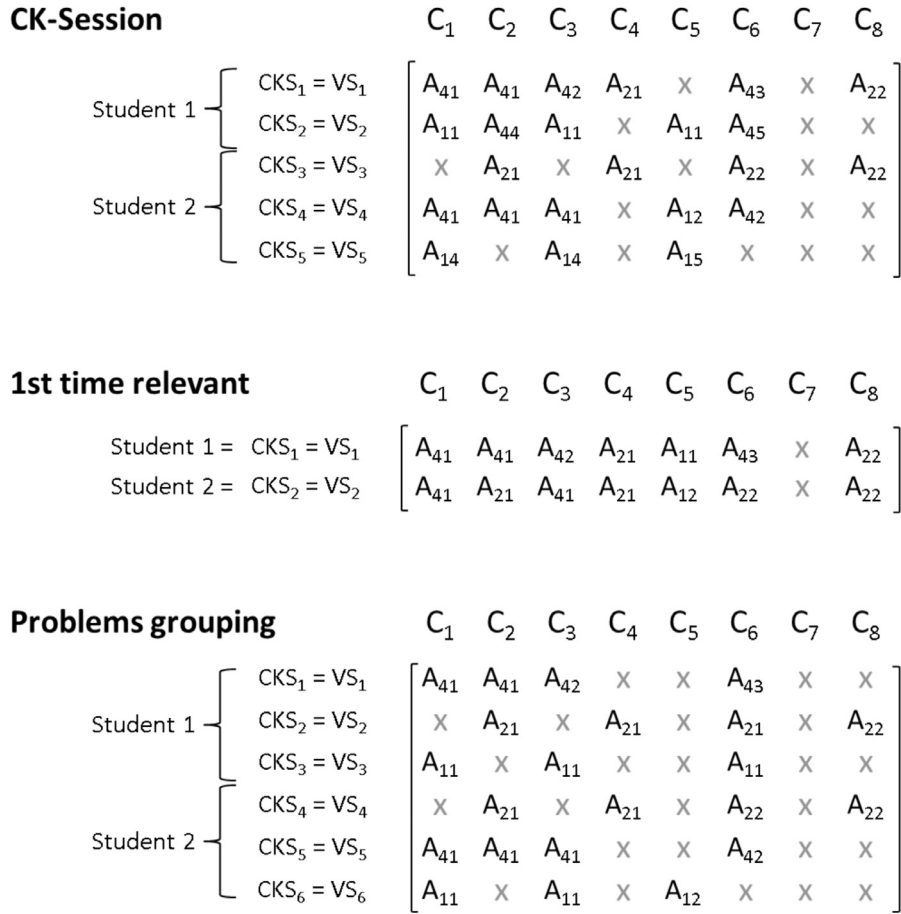 CK-Session C₁ C₂ C₃ C₄ C₅ C₆ C₇ C₈
CKS₁ = VS₁ A₄₁ A₄₁ A₄₂ A₂₁ x A₄₃ x A₂₂
Student 1
CKS₂ = VS₂ A₁₁ A₄₄ A₁₁ x A₁₁ A₄₅ x x
CKS₃ = VS₃ x A₂₁ x A₂₁ x A₂₂ x A₂₂
Student 2 CKS₄ = VS₄ A₄₁ A₄₁ A₄₁ x A₁₂ A₄₂ x x
CKS₅ = VS₅ A₁₄ x A₁₄ x A₁₅ x x x
1st time relevant C₁ C₂ C₃ C₄ C₅ C₆ C₇ C₈
Student 1 = CKS₁ = VS₁ A₄₁ A₄₁ A₄₂ A₂₁ A₁₁ A₄₃ x A₂₂
Student 2 = CKS₂ = VS₂ A₄₁ A₂₁ A₄₁ A₂₁ A₁₂ A₂₂ x A₂₂
Problems grouping C₁ C₂ C₃ C₄ C₅ C₆ C₇ C₈
CKS₁ = VS₁ A₄₁ A₄₁ A₄₂ x x A₄₃ x x
Student 1 CKS₂ = VS₂ x A₂₁ x A₂₁ x A₂₁ x A₂₂
CKS₃ = VS₃ A₁₁ x A₁₁ x x A₁₁ x x
CKS₄ = VS₄ x A₂₁ x A₂₁ x A₂₂ x A₂₂
Student 2 CKS₅ = VS₅ A₄₁ A₄₁ A₄₁ x x A₄₂ x x
CKS₆ = VS₆ A₁₁ x A₁₁ x A₁₂ x x x